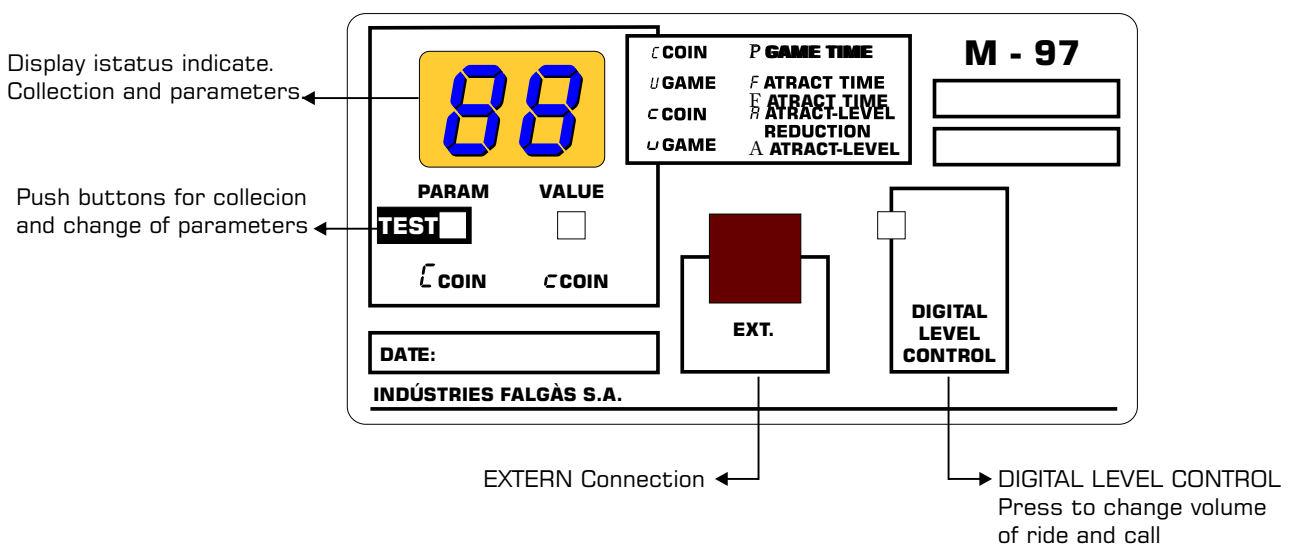 Display istatus indicate.
Collection and parameters
Push buttons for collecion
and change of parameters
88
PARAM VALUE
TEST
C COIN c COIN
C COIN P GAME TIME
U GAME F ATRACT TIME
F ATRACT TIME
c COIN A ATRACT-LEVEL
REDUCTION
u GAME A ATRACT-LEVEL
M - 97
EXT.
DIGITAL
LEVEL
CONTROL
DATE:
INDÚSTRIES FALGÀS S.A.
EXTERN Connection
DIGITAL LEVEL CONTROL
Press to change volume
of ride and call